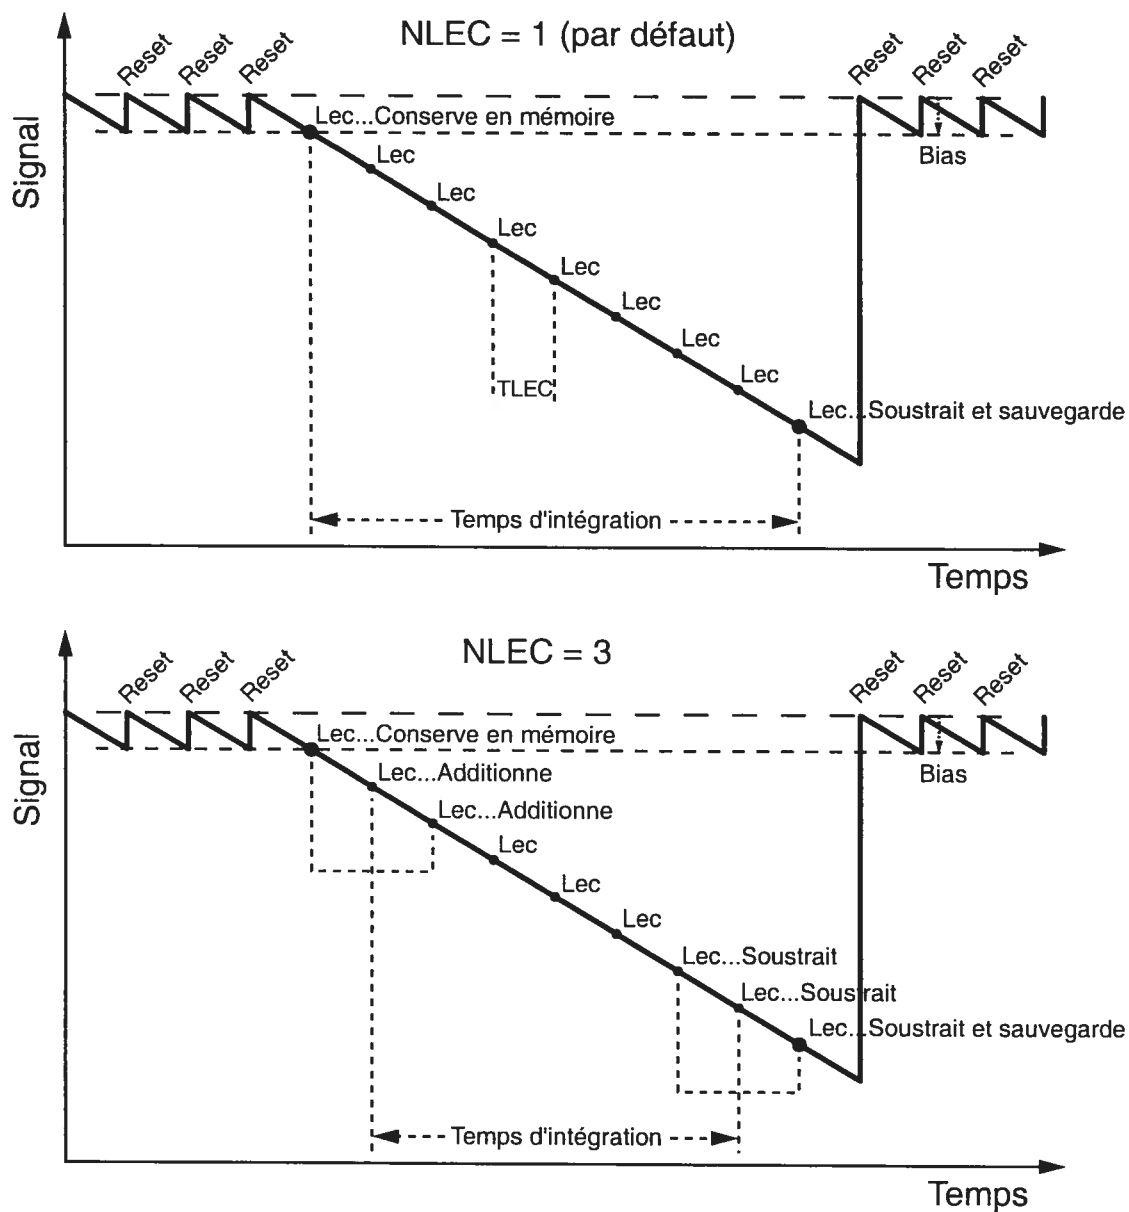 NLEC = 1 (par défaut)
Reset
Reset
Reset
Reset
Reset
Reset
Signal
Lec...Conserve en mémoire
Bias
Lec
Lec
Lec
Lec
Lec
Lec
Lec
TLEC
Lec...Soustrait et sauvegarde
Temps d'intégration
Temps
NLEC = 3
Reset
Reset
Reset
Reset
Reset
Reset
Signal
Lec...Conserve en mémoire
Bias
Lec...Additionne
Lec...Additionne
Lec
Lec
Lec
Lec...Soustrait
Lec...Soustrait
Lec...Soustrait et sauvegarde
Temps d'intégration
Temps